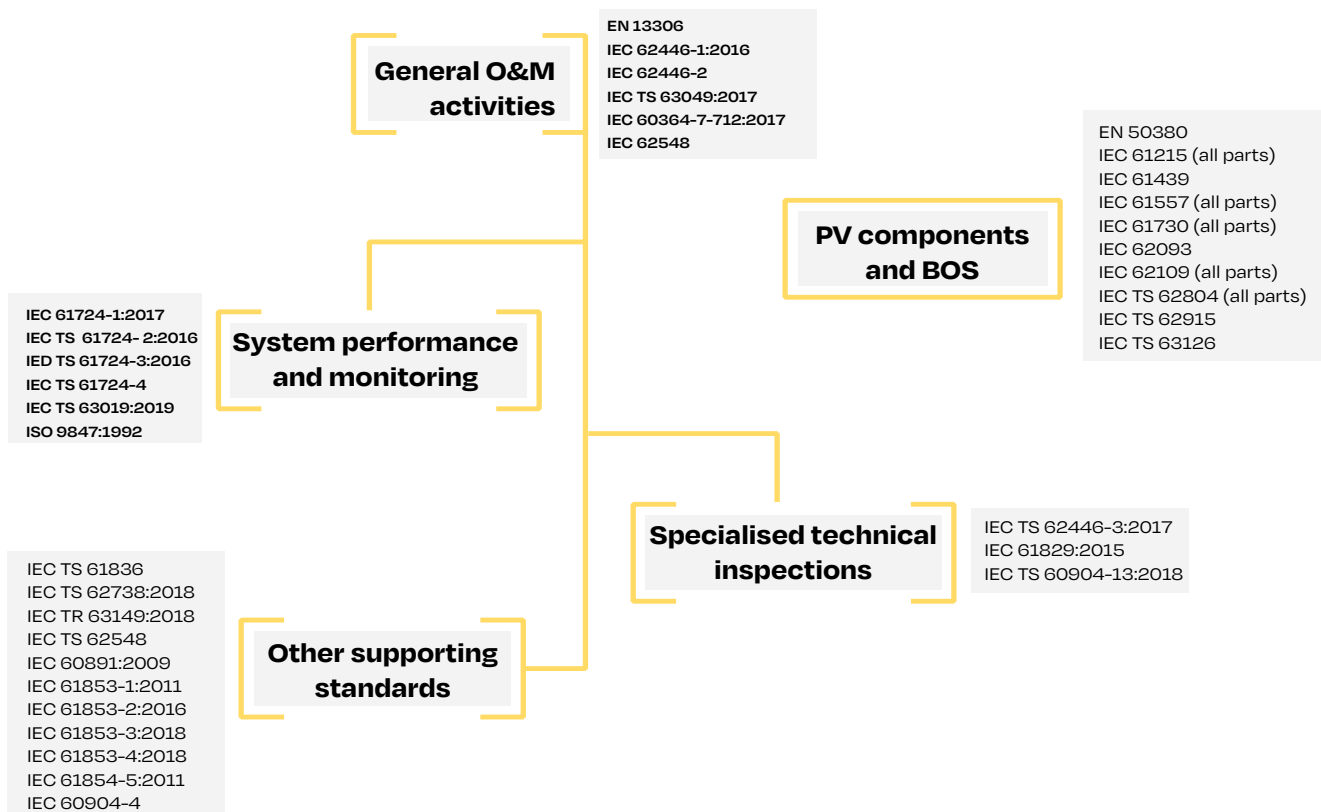 General O&M
activities
EN 13306
IEC 62446-1:2016
IEC 62446-2
IEC TS 63049:2017
IEC 60364-7-712:2017
IEC 62548
PV components
and BOS
EN 50380
IEC 61215 (all parts)
IEC 61439
IEC 61557 (all parts)
IEC 61730 (all parts)
IEC 62093
IEC 62109 (all parts)
IEC TS 62804 (all parts)
IEC TS 62915
IEC TS 63126
IEC 61724-1:2017
IEC TS 61724- 2:2016
IED TS 61724-3:2016
IEC TS 61724-4
IEC TS 63019:2019
ISO 9847:1992
System performance
and monitoring
Specialised technical
inspections
IEC TS 62446-3:2017
IEC 61829:2015
IEC TS 60904-13:2018
IEC TS 61836
IEC TS 62738:2018
IEC TR 63149:2018
IEC TS 62548
IEC 60891:2009
IEC 61853-1:2011
IEC 61853-2:2016
IEC 61853-3:2018
IEC 61853-4:2018
IEC 61854-5:2011
IEC 60904-4
Other supporting
standards